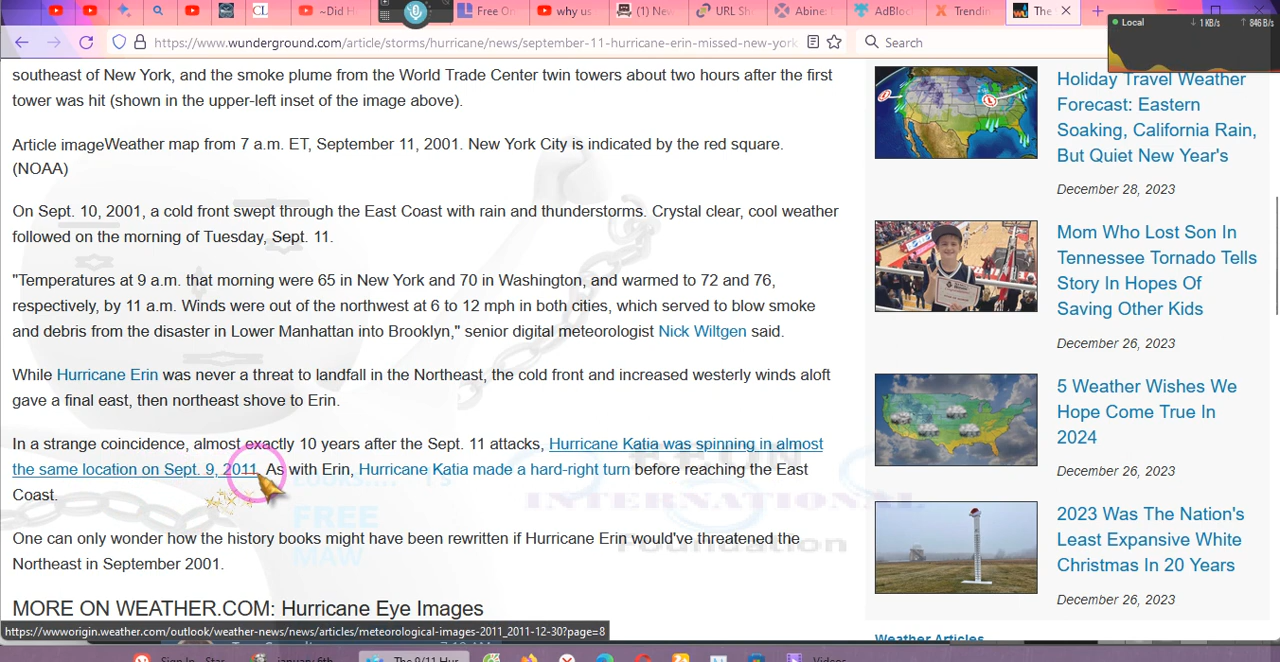 ~Did H
Free On
why us
(1) New
URL Sh
Abine: f
AdBloc
Trendin
The
Local
1 KB/s
846 B/s
https://www.wunderground.com/article/storms/hurricane/news/september-11-hurricane-erin-missed-new-york-
Search
southeast of New York, and the smoke plume from the World Trade Center twin towers about two hours after the first
tower was hit (shown in the upper-left inset of the image above).
Article imageWeather map from 7 a.m. ET, September 11, 2001. New York City is indicated by the red square.
(NOAA)
On Sept. 10, 2001, a cold front swept through the East Coast with rain and thunderstorms. Crystal clear, cool weather
followed on the morning of Tuesday, Sept. 11.
"Temperatures at 9 a.m. that morning were 65 in New York and 70 in Washington, and warmed to 72 and 76,
respectively, by 11 a.m. Winds were out of the northwest at 6 to 12 mph in both cities, which served to blow smoke
and debris from the disaster in Lower Manhattan into Brooklyn," senior digital meteorologist Nick Wiltgen said.
While Hurricane Erin was never a threat to landfall in the Northeast, the cold front and increased westerly winds aloft
gave a final east, then northeast shove to Erin.
In a strange coincidence, almost exactly 10 years after the Sept. 11 attacks, Hurricane Katia was spinning in almost
the same location on Sept. 9, 2011. As with Erin, Hurricane Katia made a hard-right turn before reaching the East
Coast.
INTERNATIONAL
FREE
Foundation
MAW
One can only wonder how the history books might have been rewritten if Hurricane Erin would've threatened the
Northeast in September 2001.
MORE ON WEATHER.COM: Hurricane Eye Images
https://wwworigin.weather.com/outlook/weather-news/news/articles/meteorological-images-2011_2011-12-30?page=8
Holiday Travel Weather
Forecast: Eastern
Soaking, California Rain,
But Quiet New Year's
December 28, 2023
Mom Who Lost Son In
Tennessee Tornado Tells
Story In Hopes Of
Saving Other Kids
December 26, 2023
5 Weather Wishes We
Hope Come True In
2024
December 26, 2023
2023 Was The Nation's
Least Expensive White
Christmas In 20 Years
December 26, 2023
Weather Articles
Sign In - Star
january 6th
The 9/11 Hur
Videos